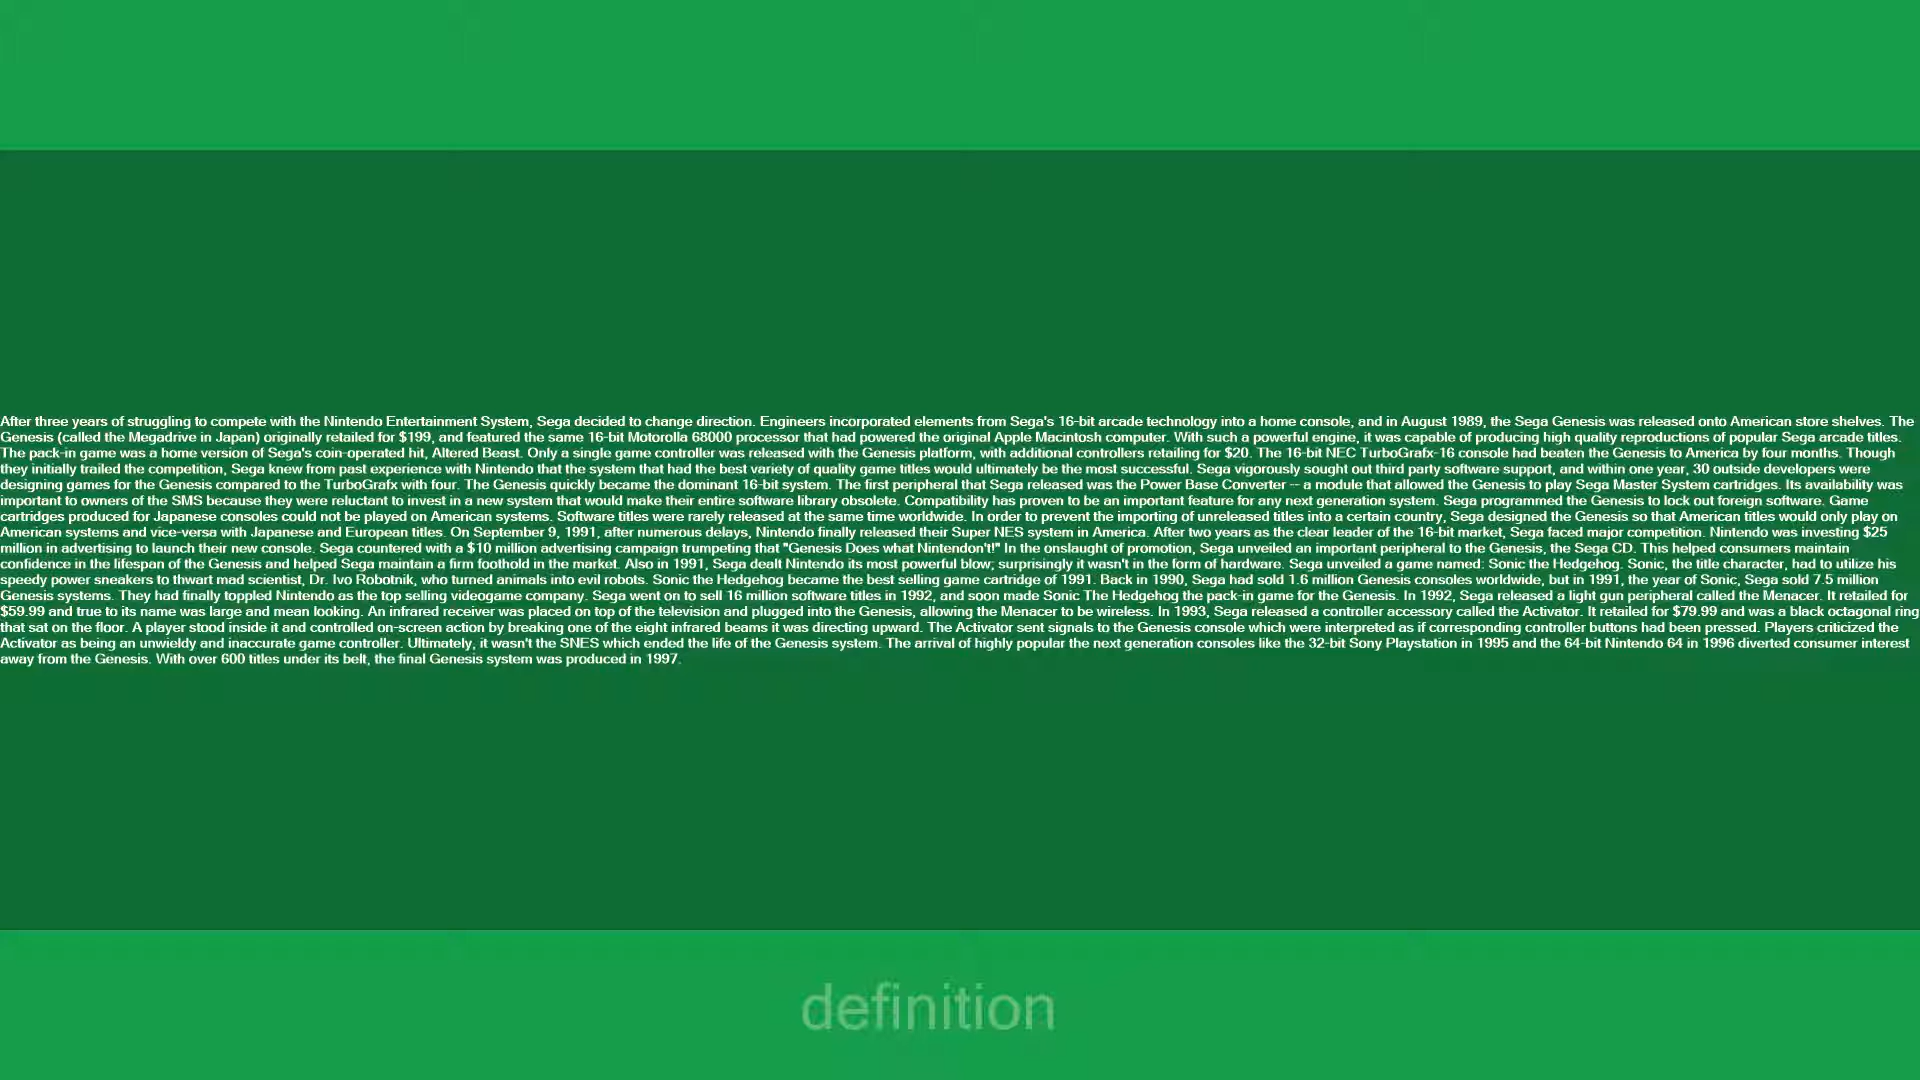 After three years of struggling to compete with the Nintendo Entertainment System, Sega decided to change direction. Engineers incorporated elements from Sega's 16-bit arcade technology into a home console, and in August 1989, the Sega Genesis was released onto American store shelves. The
Genesis (called the Megadrive in Japan) originally retailed for $199, and featured the same 16-bit Motorolla 68000 processor that had powered the original Apple Macintosh computer. With such a powerful engine, it was capable of producing high quality reproductions of popular Sega arcade titles.
The pack-in game was a home version of Sega's coin-operated hit, Altered Beast. Only a single game controller was released with the Genesis platform, with additional controllers retailing for $20. The 16-bit NEC TurboGrafx-16 console had beaten the Genesis to America by four months. Though
they initially trailed the competition, Sega knew from past experience with Nintendo that the system that had the best variety of quality game titles would ultimately be the most successful. Sega vigorously sought out third party software support, and within one year, 30 outside developers were
designing games for the Genesis compared to the TurboGrafx with four. The Genesis quickly became the dominant 16-bit system. The first peripheral that Sega released was the Power Base Converter -- a module that allowed the Genesis to play Sega Master System cartridges. Its availability was
important to owners of the SMS because they were reluctant to invest in a new system that would make their entire software library obsolete. Compatibility has proven to be an important feature for any next generation system. Sega programmed the Genesis to lock out foreign software. Game
cartridges produced for Japanese consoles could not be played on American systems. Software titles were rarely released at the same time worldwide. In order to prevent the importing of unreleased titles into a certain country, Sega designed the Genesis so that American titles would only play on
American systems and vice-versa with Japanese and European titles. On September 9, 1991, after numerous delays, Nintendo finally released their Super NES system in America. After two years as the clear leader of the 16-bit market, Sega faced major competition. Nintendo was investing $25
million in advertising to launch their new console. Sega countered with a $10 million advertising campaign trumpeting that "Genesis Does what Nintendon't!" In the onslaught of promotion, Sega unveiled an important peripheral to the Genesis, the Sega CD. This helped consumers maintain
confidence in the lifespan of the Genesis and helped Sega maintain a firm foothold in the market. Also in 1991, Sega dealt Nintendo its most powerful blow; surprisingly it wasn't in the form of hardware. Sega unveiled a game named: Sonic the Hedgehog. Sonic, the title character, had to utilize his
speedy power sneakers to thwart mad scientist, Dr. Ivo Robotnik, who turned animals into evil robots. Sonic the Hedgehog became the best selling game cartridge of 1991. Back in 1990, Sega had sold 1.6 million Genesis consoles worldwide, but in 1991, the year of Sonic, Sega sold 7.5 million
Genesis systems. They had finally toppled Nintendo as the top selling videogame company. Sega went on to sell 16 million software titles in 1992, and soon made Sonic The Hedgehog the pack-in game for the Genesis. In 1992, Sega released a light gun peripheral called the Menacer. It retailed for
$59.99 and true to its name was large and mean looking. An infrared receiver was placed on top of the television and plugged into the Genesis, allowing the Menacer to be wireless. In 1993, Sega released a controller accessory called the Activator. It retailed for $79.99 and was a black octagonal ring
that sat on the floor. A player stood inside it and controlled on-screen action by breaking one of the eight infrared beams it was directing upward. The Activator sent signals to the Genesis console which were interpreted as if corresponding controller buttons had been pressed. Players criticized the
Activator as being an unwieldy and inaccurate game controller. Ultimately, it wasn't the SNES which ended the life of the Genesis system. The arrival of highly popular the next generation consoles like the 32-bit Sony Playstation in 1995 and the 64-bit Nintendo 64 in 1996 diverted consumer interest
away from the Genesis. With over 600 titles under its belt, the final Genesis system was produced in 1997.
definition